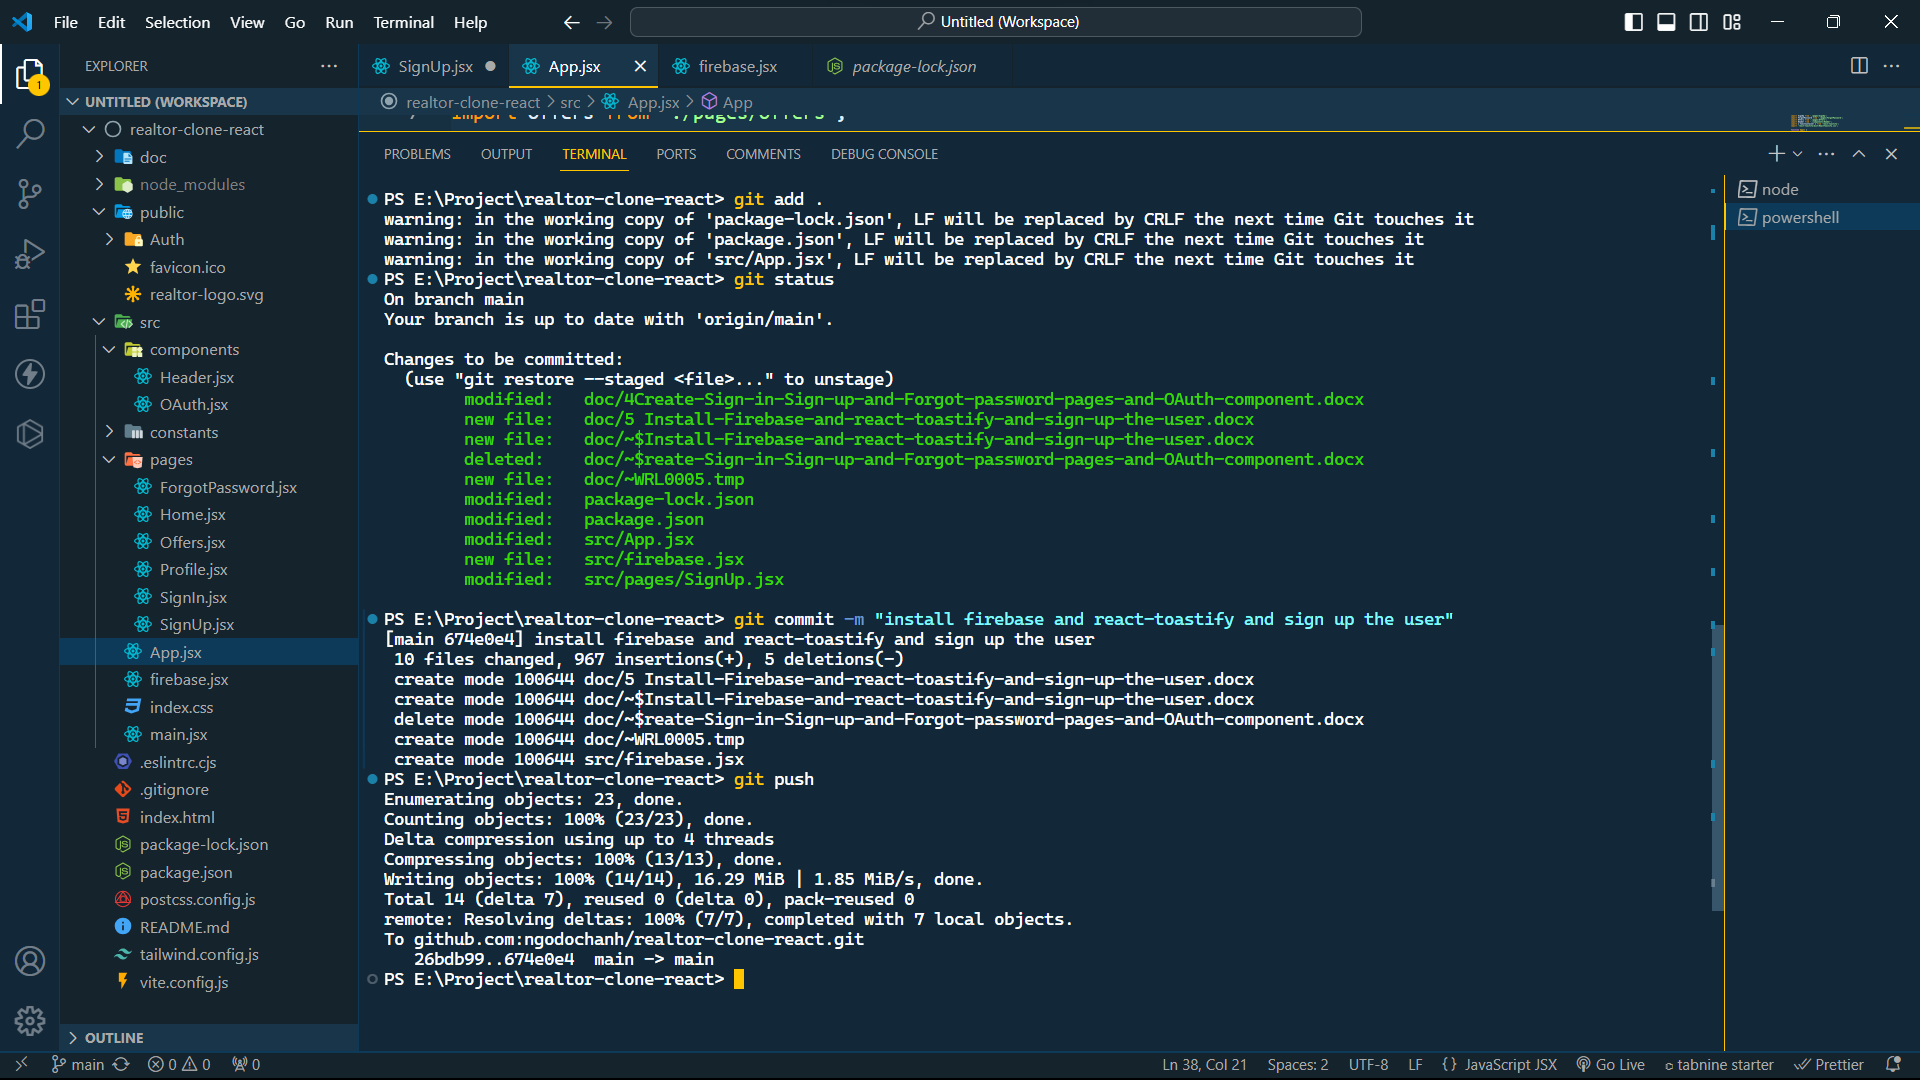 File Edit Selection View Go Run Terminal Help
Untitled (Workspace)
EXPLORER
SignUp.jsx
App.jsx
firebase.jsx
package-lock.json
1
UNTITLED (WORKSPACE)
realtor-clone-react > src > App.jsx > App
realtor-clone-react
doc
node_modules
public
Auth
favicon.ico
realtor-logo.svg
src
components
Header.jsx
OAuth.jsx
constants
pages
ForgotPassword.jsx
Home.jsx
Offers.jsx
Profile.jsx
SignIn.jsx
SignUp.jsx
App.jsx
firebase.jsx
index.css
main.jsx
.eslintrc.cjs
.gitignore
index.html
package-lock.json
package.json
postcss.config.js
README.md
tailwind.config.js
vite.config.js
OUTLINE
PROBLEMS OUTPUT TERMINAL PORTS COMMENTS DEBUG CONSOLE
node
powershell
PS E:\Project\realtor-clone-react> git add .
warning: in the working copy of 'package-lock.json', LF will be replaced by CRLF the next time Git touches it
warning: in the working copy of 'package.json', LF will be replaced by CRLF the next time Git touches it
warning: in the working copy of 'src/App.jsx', LF will be replaced by CRLF the next time Git touches it
PS E:\Project\realtor-clone-react> git status
On branch main
Your branch is up to date with 'origin/main'.
Changes to be committed:
(use "git restore --staged <file>..." to unstage)
modified: doc/4Create-Sign-in-Sign-up-and-Forgot-password-pages-and-OAuth-component.docx
new file: doc/5 Install-Firebase-and-react-toastify-and-sign-up-the-user.docx
new file: doc/~$Install-Firebase-and-react-toastify-and-sign-up-the-user.docx
deleted: doc/~$reate-Sign-in-Sign-up-and-Forgot-password-pages-and-OAuth-component.docx
new file: doc/~WRL0005.tmp
modified: package-lock.json
modified: package.json
modified: src/App.jsx
new file: src/firebase.jsx
modified: src/pages/SignUp.jsx
PS E:\Project\realtor-clone-react> git commit -m "install firebase and react-toastify and sign up the user"
[main 674e0e4] install firebase and react-toastify and sign up the user
10 files changed, 967 insertions(+), 5 deletions(-)
create mode 100644 doc/5 Install-Firebase-and-react-toastify-and-sign-up-the-user.docx
create mode 100644 doc/~$Install-Firebase-and-react-toastify-and-sign-up-the-user.docx
delete mode 100644 doc/~$reate-Sign-in-Sign-up-and-Forgot-password-pages-and-OAuth-component.docx
create mode 100644 doc/~WRL0005.tmp
create mode 100644 src/firebase.jsx
PS E:\Project\realtor-clone-react> git push
Enumerating objects: 23, done.
Counting objects: 100% (23/23), done.
Delta compression using up to 4 threads
Compressing objects: 100% (13/13), done.
Writing objects: 100% (14/14), 16.29 MiB | 1.85 MiB/s, done.
Total 14 (delta 7), reused 0 (delta 0), pack-reused 0
remote: Resolving deltas: 100% (7/7), completed with 7 local objects.
To github.com:ngodochanh/realtor-clone-react.git
26bdb99..674e0e4 main -> main
PS E:\Project\realtor-clone-react>
main 0 0 0
Ln 38, Col 21 Spaces: 2 UTF-8 LF {} JavaScript JSX Go Live tabnine starter Prettier